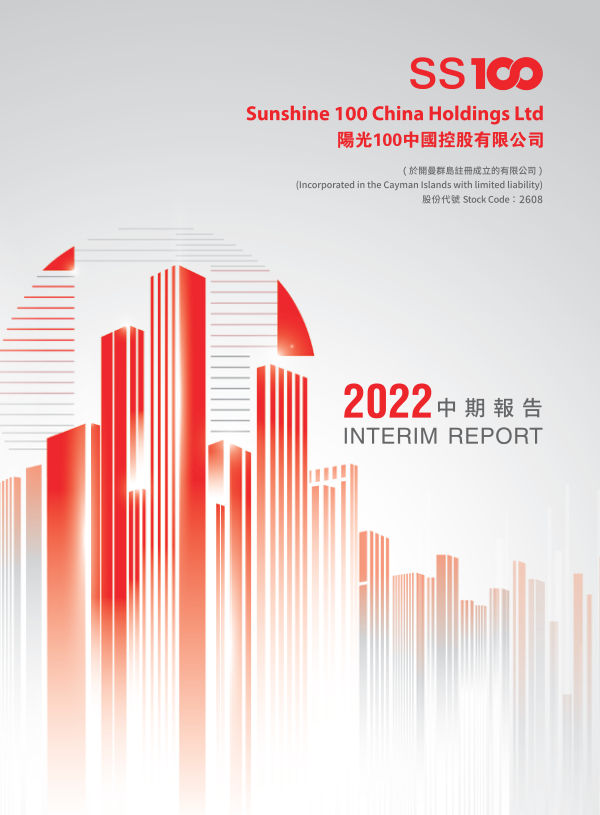 SS100
Sunshine 100 China Holdings Ltd
陽光100中國控股有限公司
(於開曼群島註冊成立的有限公司)
(Incorporated in the Cayman Islands with limited liability)
股份代號 Stock Code：2608
2022中期報告
INTERIM REPORT